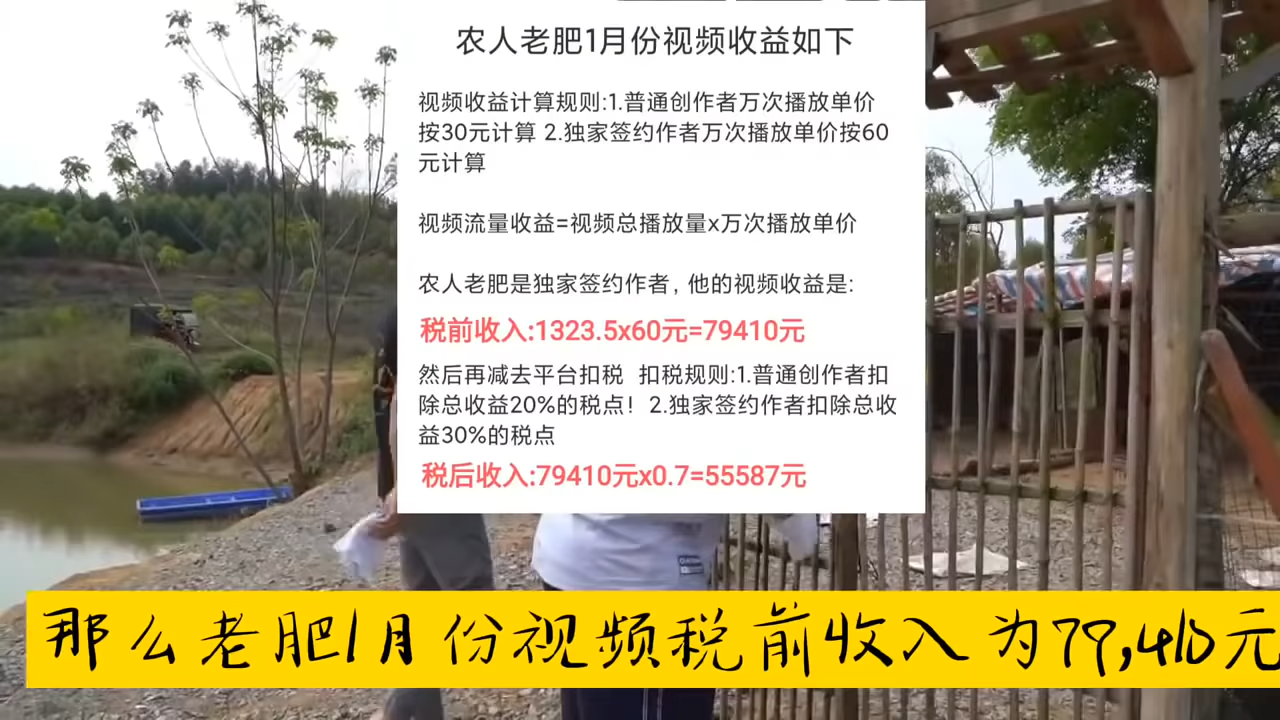 农人老肥1月份视频收益如下
视频收益计算规则:1.普通创作者万次播放单价
按30元计算 2.独家签约作者万次播放单价按60
元计算
视频流量收益=视频总播放量x万次播放单价
农人老肥是独家签约作者, 他的视频收益是:
税前收入:1323.5x60元=79410元
然后再减去平台扣税 扣税规则:1.普通创作者扣
除总收益20%的税点! 2.独家签约作者扣除总收
益30%的税点
税后收入:79410元x0.7=55587元
那么老肥1月份视频税前收入为79,410元